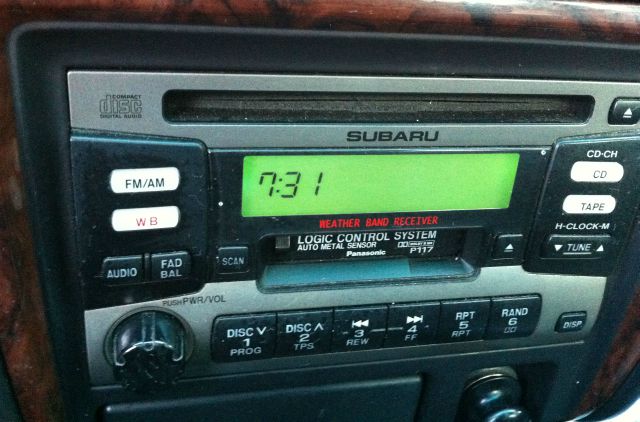 COMPACT
disc
DIGITAL AUDIO
SUBARU
FM/AM
7:31
CD·CH
CD
WB
TAPE
WEATHER BAND RECEIVER
H-CLOCK-M
LOGIC CONTROL SYSTEM
AUTO METAL SENSOR
Panasonic
P117
TUNE
AUDIO
FAD
BAL
SCAN
PUSH PWR/VOL
DISC
1
PROG
DISC
2
TPS
3
REW
4
FF
RPT
5
RPT
RAND
6
DISP